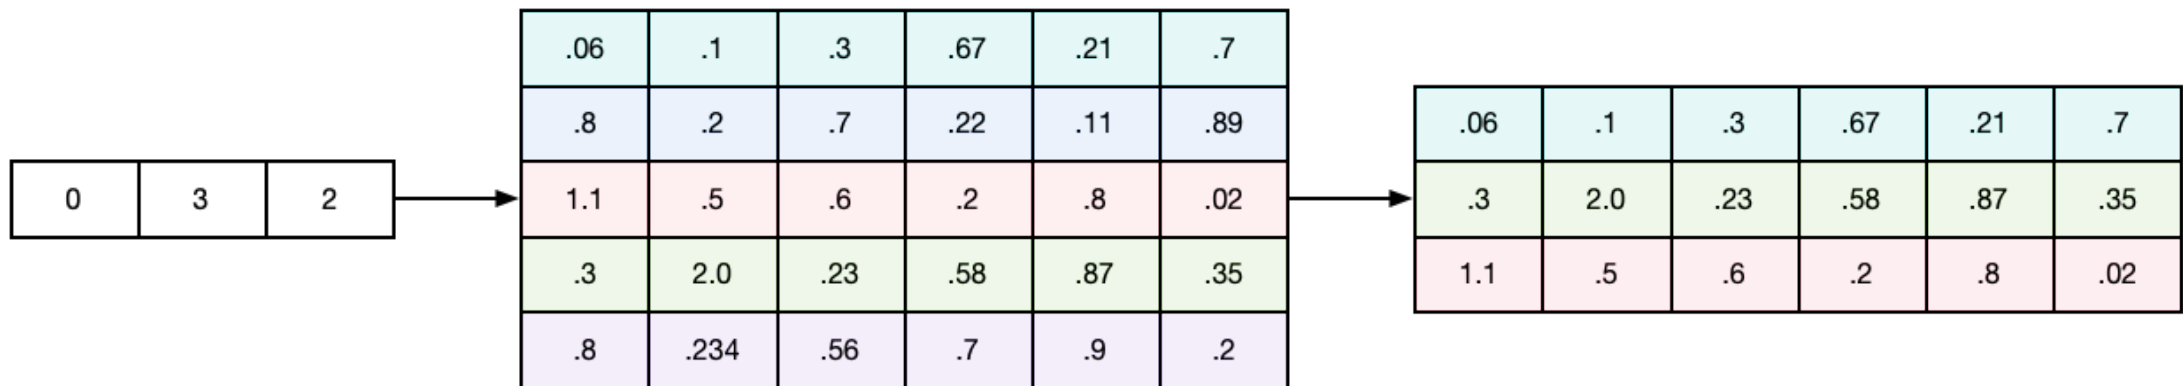 0 3 2
.06 .1 .3 .67 .21 .7
.8 .2 .7 .22 .11 .89
1.1 .5 .6 .2 .8 .02
.3 2.0 .23 .58 .87 .35
.8 .234 .56 .7 .9 .2
.06 .1 .3 .67 .21 .7
.3 2.0 .23 .58 .87 .35
1.1 .5 .6 .2 .8 .02